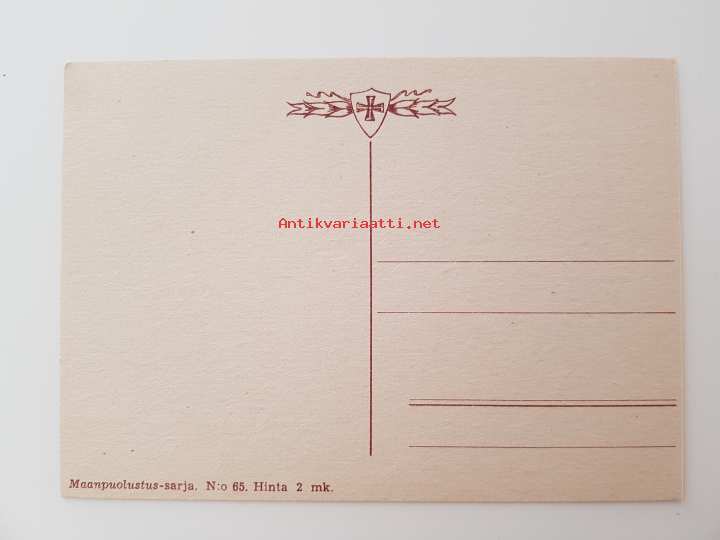 Antikvariaatti.net
Maanpuolustus-sarja. N:o 65. Hinta 2 mk.